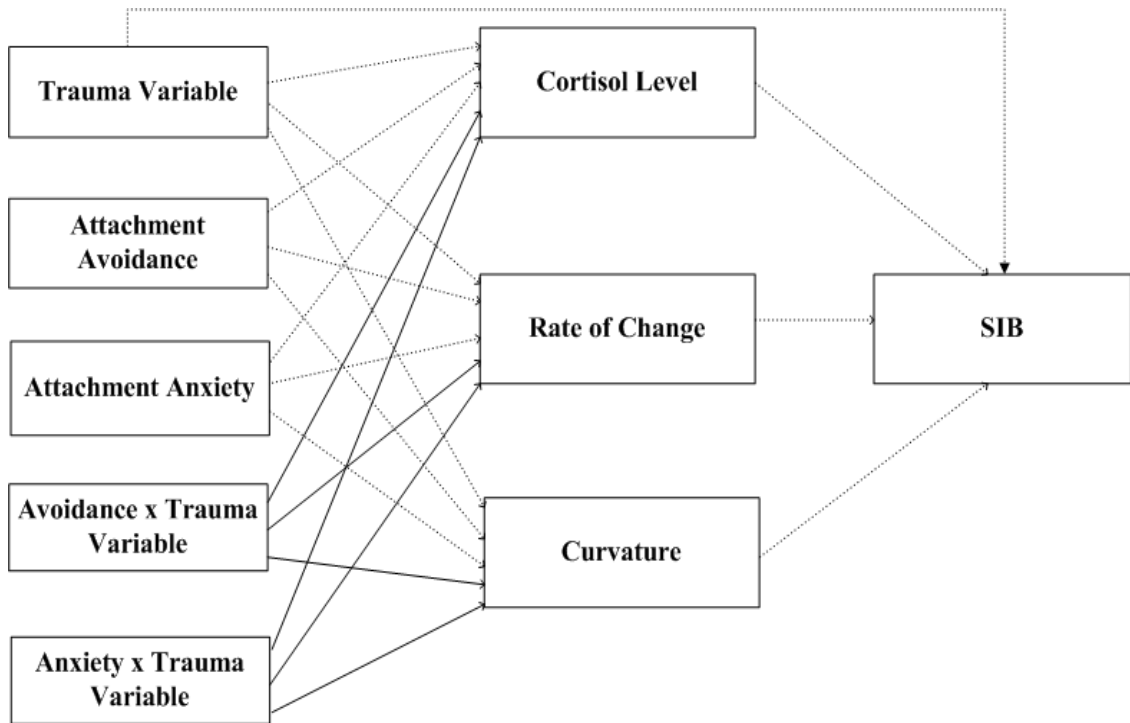 Trauma Variable
Attachment
Avoidance
Attachment Anxiety
Avoidance x Trauma
Variable
Anxiety x Trauma
Variable
Cortisol Level
Rate of Change
Curvature
SIB